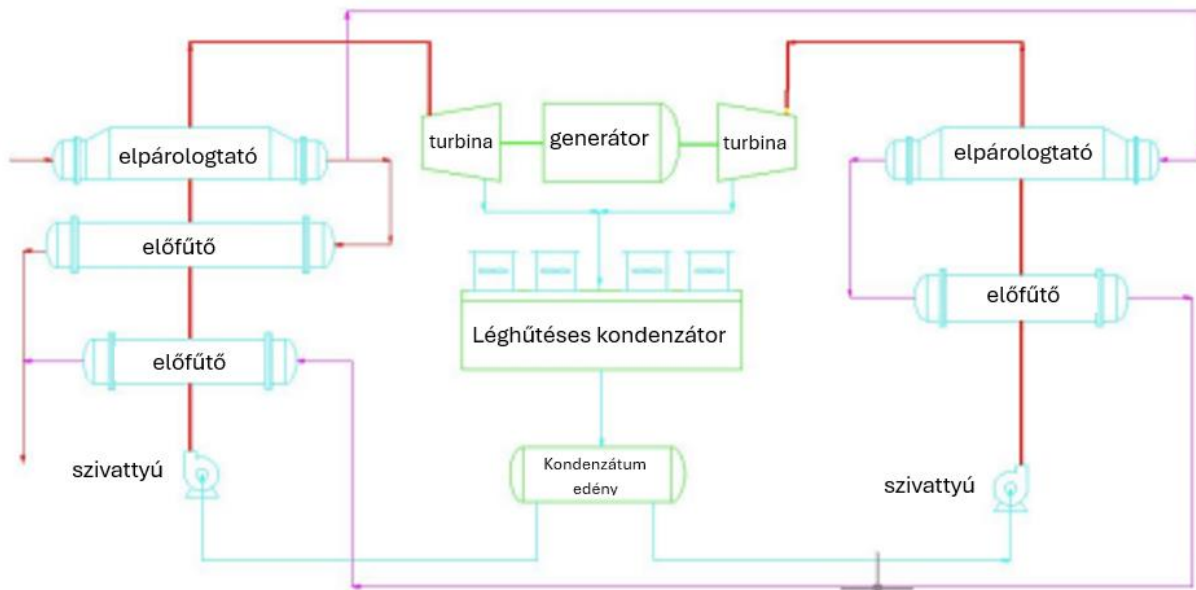 turbina
generátor
turbina
elpárologtató
elpárologtató
előfűtő
előfűtő
Léghűtéses kondenzátor
előfűtő
Kondenzátum
edény
szivattyú
szivattyú